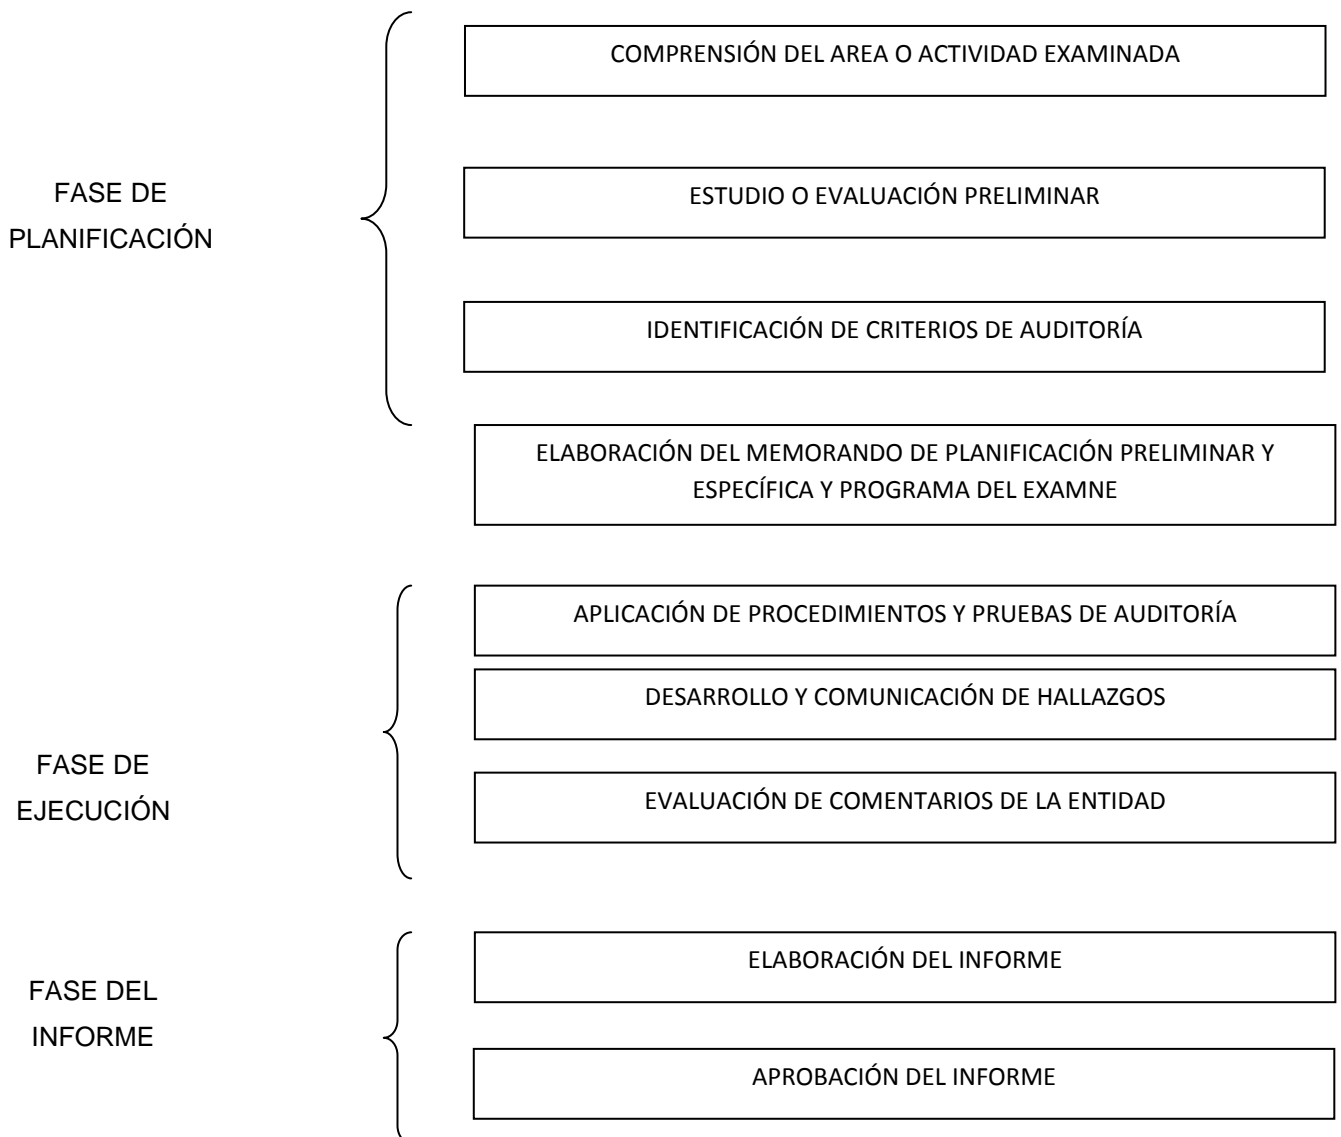 COMPRENSIÓN DEL AREA O ACTIVIDAD EXAMINADA
FASE DE
PLANIFICACIÓN
ESTUDIO O EVALUACIÓN PRELIMINAR
IDENTIFICACIÓN DE CRITERIOS DE AUDITORÍA
ELABORACIÓN DEL MEMORANDO DE PLANIFICACIÓN PRELIMINAR Y
ESPECÍFICA Y PROGRAMA DEL EXAMNE
APLICACIÓN DE PROCEDIMIENTOS Y PRUEBAS DE AUDITORÍA
DESARROLLO Y COMUNICACIÓN DE HALLAZGOS
FASE DE
EJECUCIÓN
EVALUACIÓN DE COMENTARIOS DE LA ENTIDAD
ELABORACIÓN DEL INFORME
FASE DEL
INFORME
APROBACIÓN DEL INFORME